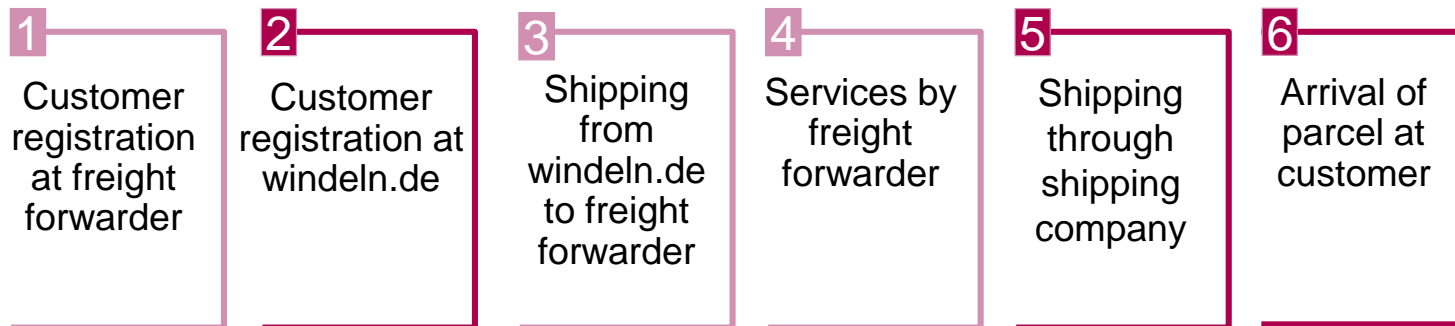 1
Customer
registration
at freight
forwarder
2
Customer
registration at
windeln.de
3
Shipping
from
windeln.de
to freight
forwarder
4
Services by
freight
forwarder
5
Shipping
through
shipping
company
6
Arrival of
parcel at
customer